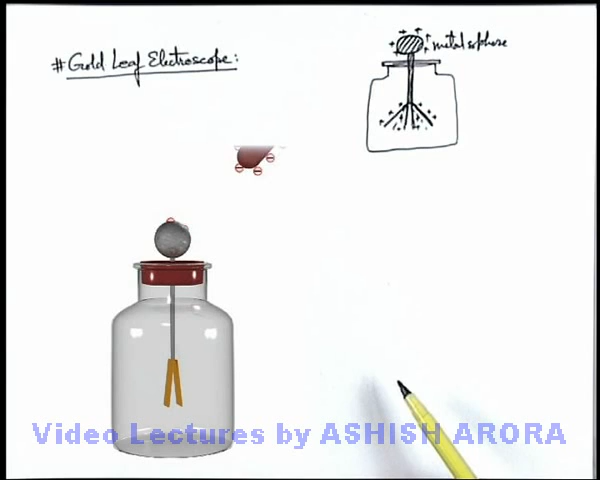 # Gold Leaf Electroscope:
metal sphere
Video Lectures by ASHISH ARORA